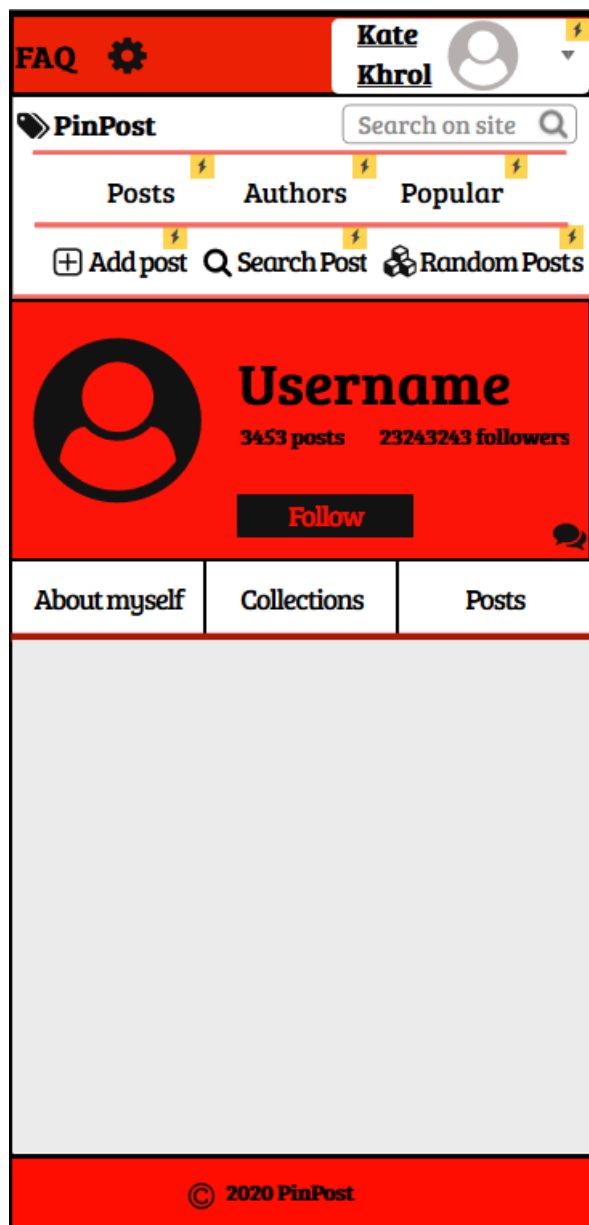 FAQ
Kate
Khrol
PinPost
Search on site
Posts Authors Popular
Add post Search Post Random Posts
Username
3453 posts 23243243 followers
Follow
About myself Collections Posts
© 2020 PinPost